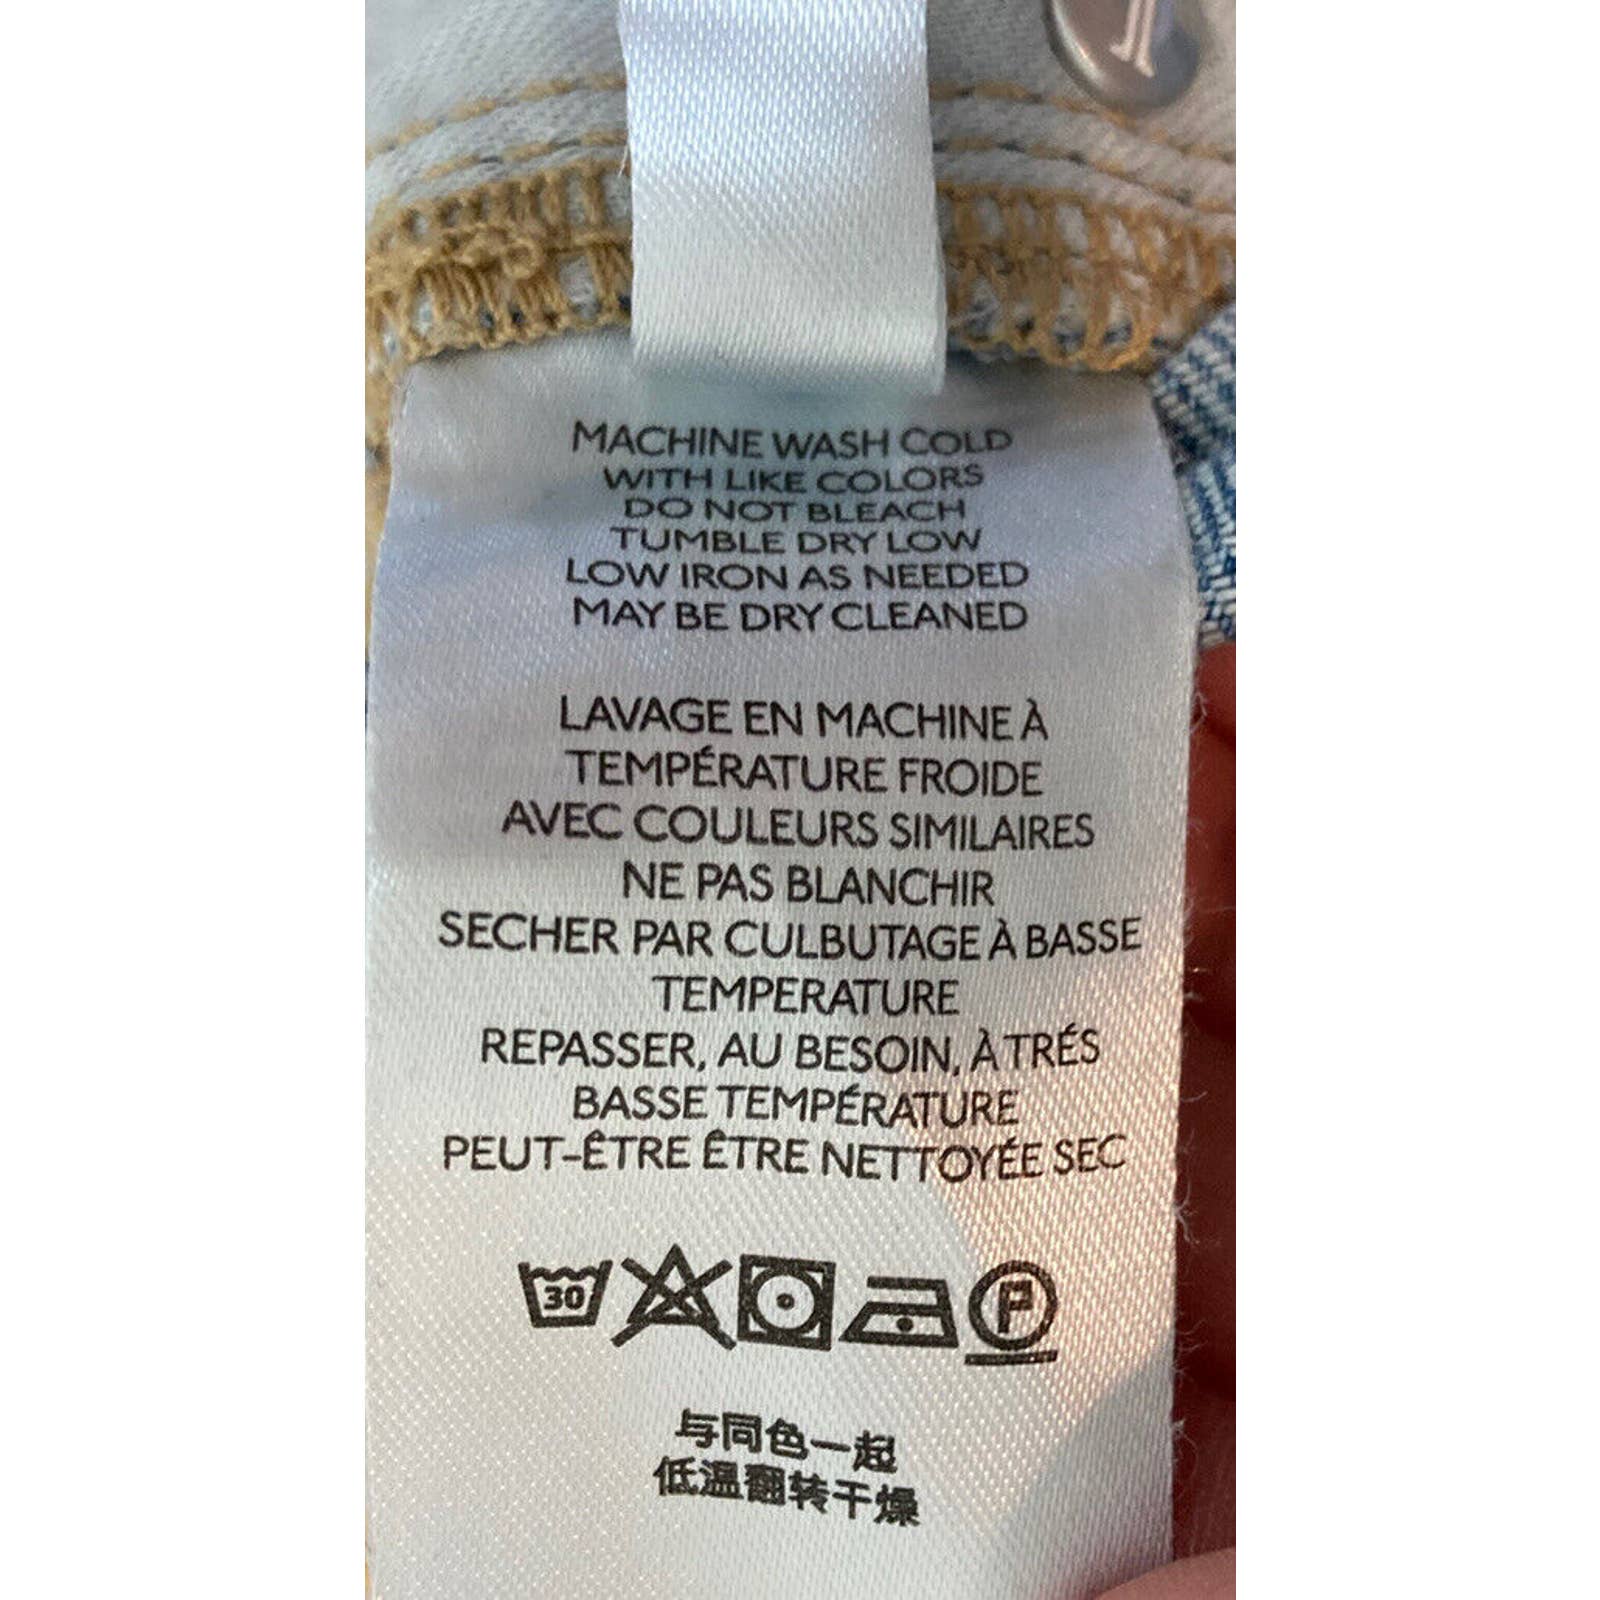 MACHINE WASH COLD
WITH LIKE COLORS
DO NOT BLEACH
TUMBLE DRY LOW
LOW IRON AS NEEDED
MAY BE DRY CLEANED
LAVAGE EN MACHINE À
TEMPÉRATURE FROIDE
AVEC COULEURS SIMILAIRES
NE PAS BLANCHIR
SECHER PAR CULBUTAGE À BASSE
TEMPERATURE
REPASSER, AU BESOIN, À TRÉS
BASSE TEMPÉRATURE
PEUT-ÊTRE ÊTRE NETTOYÉE SEC
30 P
与同色一起
低温翻转干燥